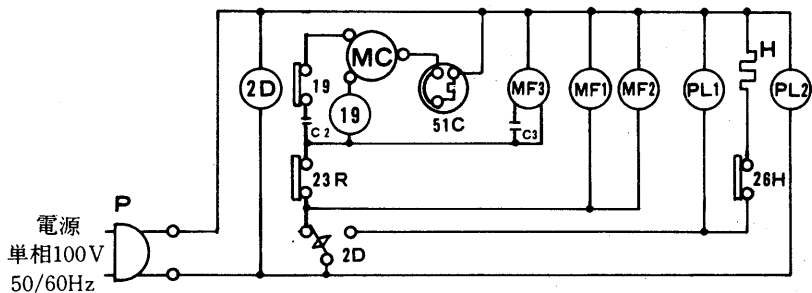 MC
H
2D
19
MF3
MF1
MF2
PL1
PL2
19
51C
C2
C3
23R
26H
P
2D
電源
単相100V
50/60Hz